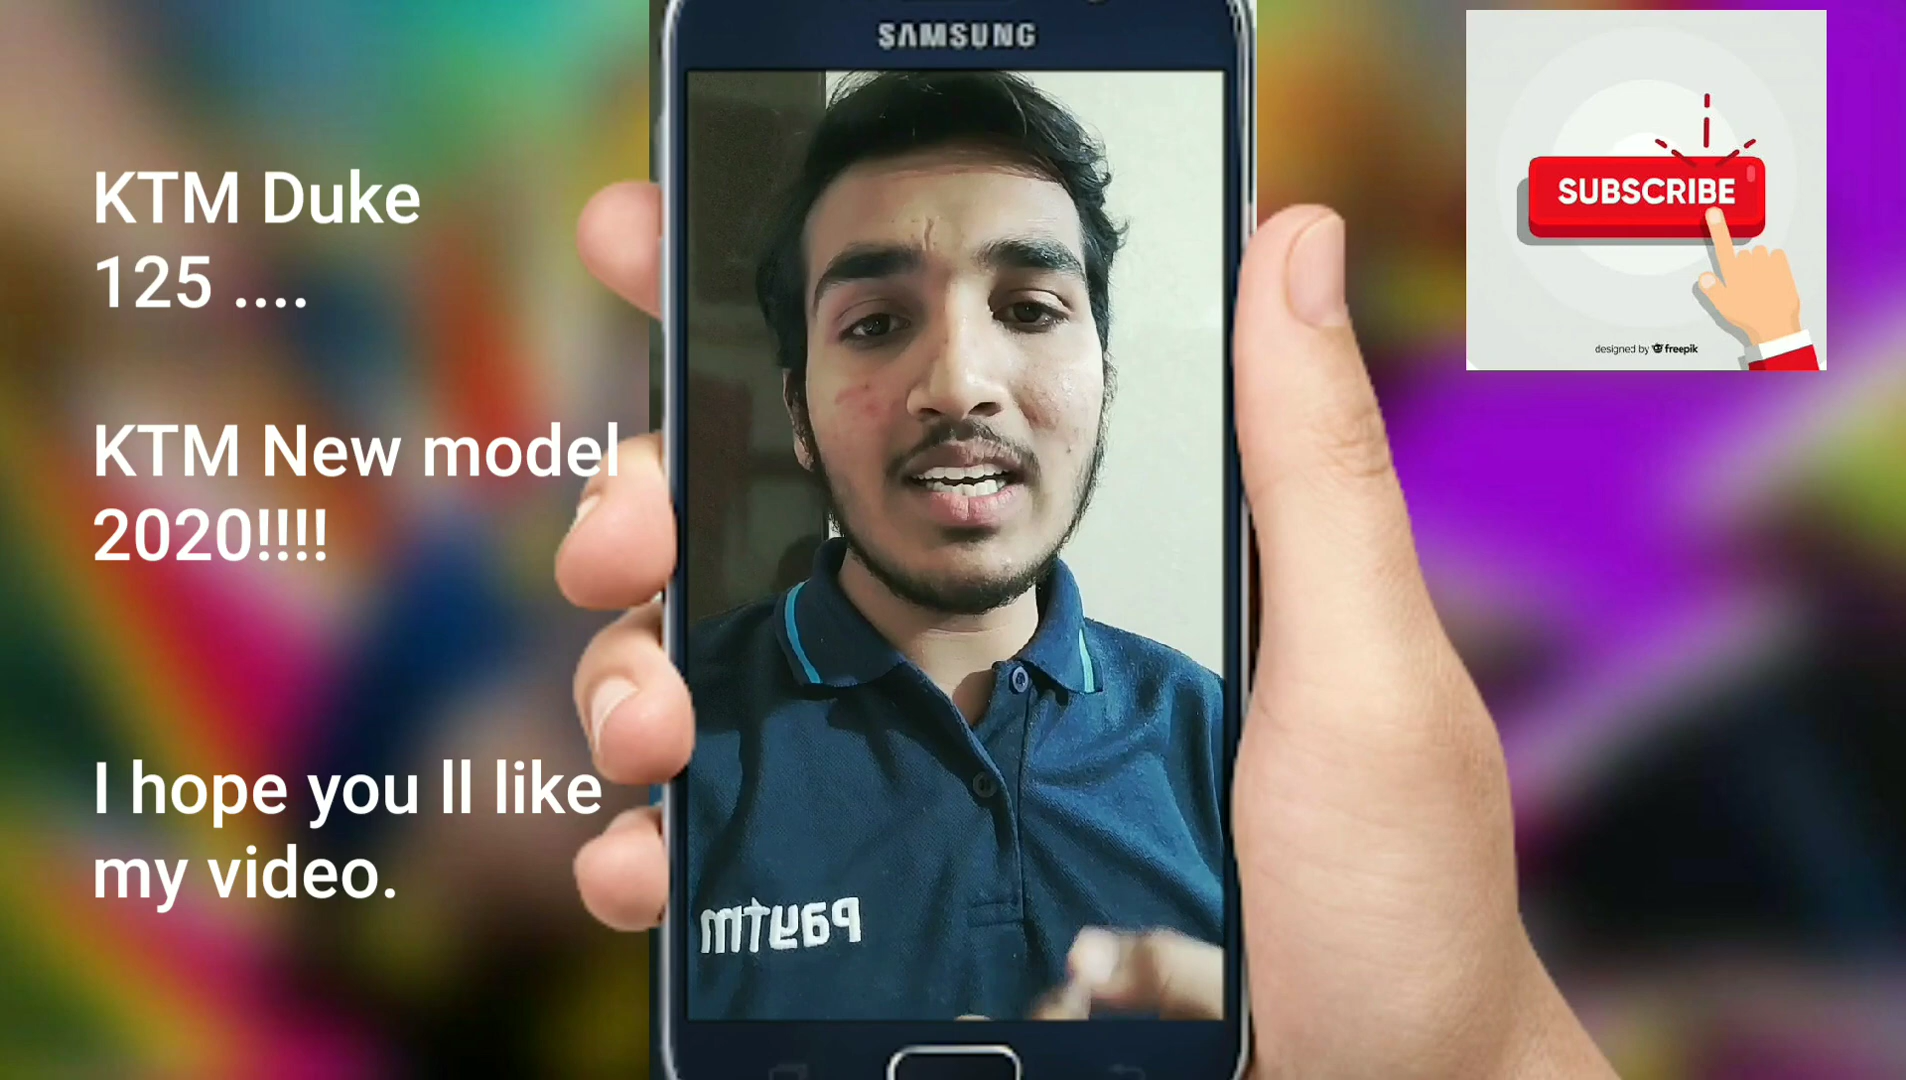 SAMSUNG
KTM Duke
125 ....
KTM New model
2020!!!!
I hope you ll like
my video.
SUBSCRIBE
designed by freepik
paytm